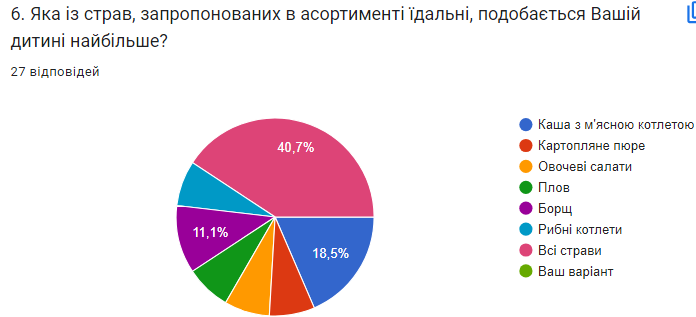 6. Яка із страв, запропонованих в асортименті їдальні, подобається Вашій
дитині найбільше?
27 відповідей
40,7%
11,1%
18,5%
Каша з м'ясною котлетою
Картопляне пюре
Овочеві салати
Плов
Борщ
Рибні котлети
Всі страви
Ваш варіант